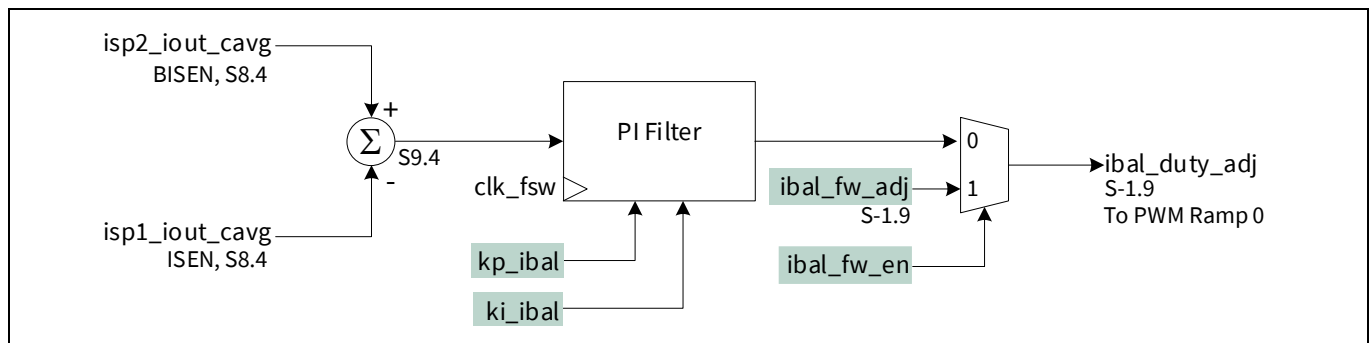 isp2_iout_cavg
BISEN, S8.4
+
Σ
S9.4
-
isp1_iout_cavg
ISEN, S8.4
PI Filter
clk_fsw
kp_ibal
ki_ibal
0
ibal_fw_adj
1
S-1.9
ibal_fw_en
ibal_duty_adj
S-1.9
To PWM Ramp 0